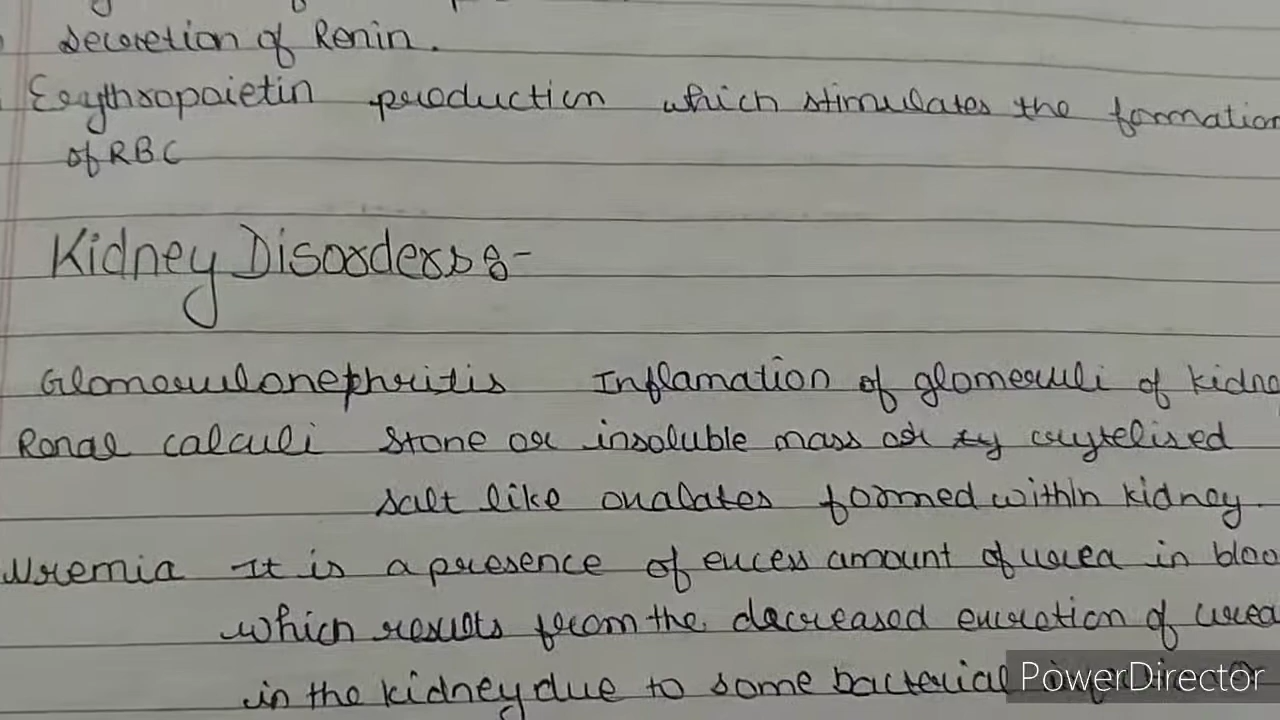 secretion of Renin.
Erythropoietin production which stimulates the formation
of RBC
Kidney Disorders :-
Glomerulonephritis Inflamation of glomeruli of kidne
Renal calculi Stone or insoluble mass or crytelised
salt like oxalates formed within kidney
Uremia It is a presence of excess amount of urea in bloo
which results from the decreased excretion of urea
in the kidney due to some bacterial
PowerDirector